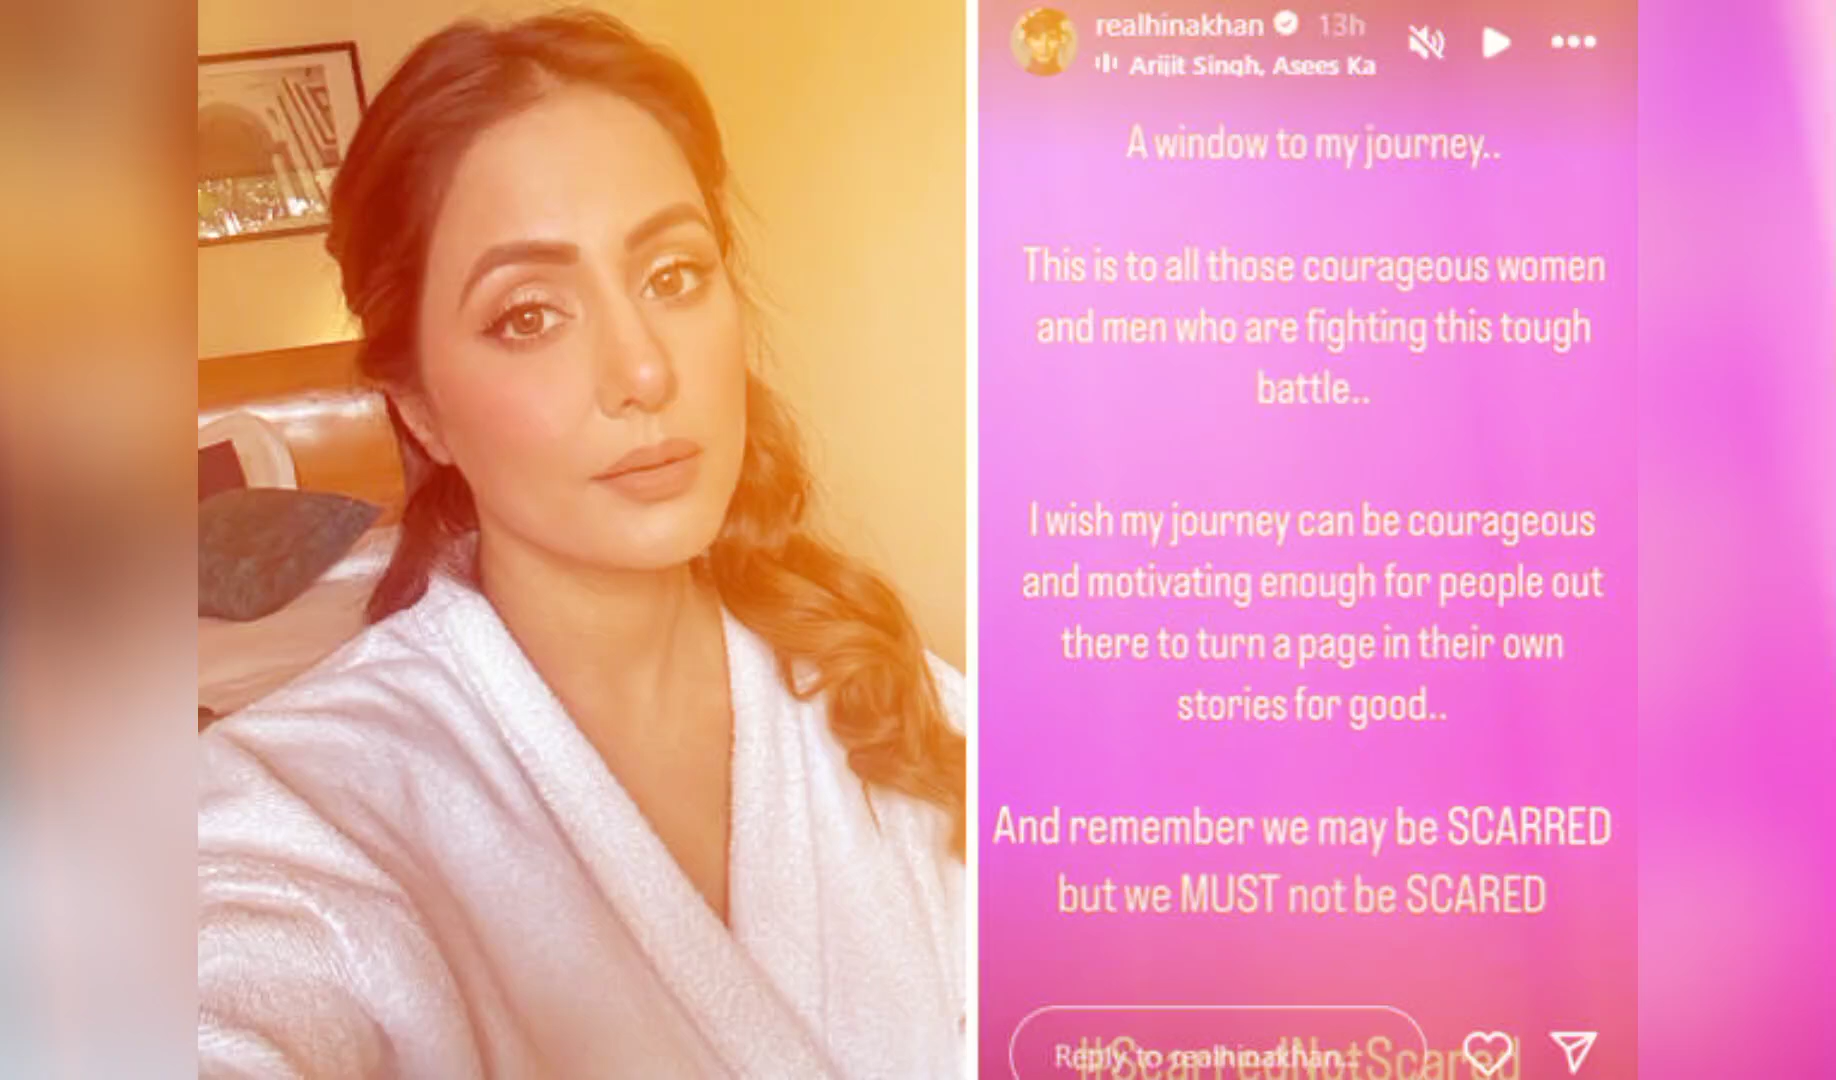 realhinakhan 13h
Arijit Singh, Asees Ka
A window to my journey..
This is to all those courageous women
and men who are fighting this tough
battle..
I wish my journey can be courageous
and motivating enough for people out
there to turn a page in their own
stories for good..
And remember we may be SCARRED
but we MUST not be SCARED
Reply to realhinakhan...
#ScarredNotScared